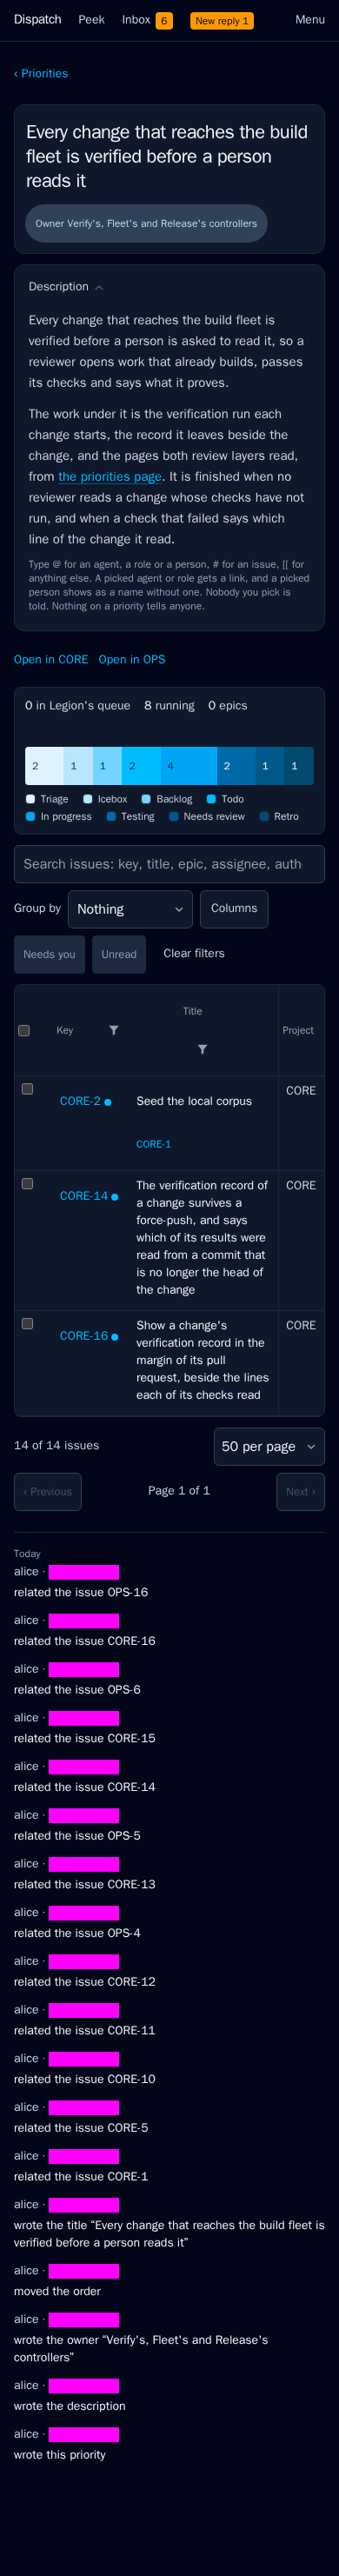 Dispatch Peek Inbox 6 New reply 1 Menu
‹ Priorities
Every change that reaches the build
fleet is verified before a person
reads it
Owner Verify's, Fleet's and Release's controllers
Description
Every change that reaches the build fleet is
verified before a person is asked to read it, so a
reviewer opens work that already builds, passes
its checks and says what it proves.
The work under it is the verification run each
change starts, the record it leaves beside the
change, and the pages both review layers read,
from the priorities page. It is finished when no
reviewer reads a change whose checks have not
run, and when a check that failed says which
line of the change it read.
Type @ for an agent, a role or a person, # for an issue, [[ for
anything else. A picked agent or role gets a link, and a picked
person shows as a name without one. Nobody you pick is
told. Nothing on a priority tells anyone.
Open in CORE Open in OPS
0 in Legion's queue 8 running 0 epics
2 1 1 2 4 2 1 1
Triage Icebox Backlog Todo
In progress Testing Needs review Retro
Search issues: key, title, epic, assignee, auth
Group by Nothing Columns
Needs you Unread Clear filters
Title
Key Project
CORE-2 Seed the local corpus CORE
CORE-1
CORE-14 The verification record of CORE
a change survives a
force-push, and says
which of its results were
read from a commit that
is no longer the head of
the change
CORE-16 Show a change's CORE
verification record in the
margin of its pull
request, beside the lines
each of its checks read
14 of 14 issues 50 per page
‹ Previous Page 1 of 1 Next ›
Today
alice ·
related the issue OPS-16
alice ·
related the issue CORE-16
alice ·
related the issue OPS-6
alice ·
related the issue CORE-15
alice ·
related the issue CORE-14
alice ·
related the issue OPS-5
alice ·
related the issue CORE-13
alice ·
related the issue OPS-4
alice ·
related the issue CORE-12
alice ·
related the issue CORE-11
alice ·
related the issue CORE-10
alice ·
related the issue CORE-5
alice ·
related the issue CORE-1
alice ·
wrote the title “Every change that reaches the build fleet is
verified before a person reads it”
alice ·
moved the order
alice ·
wrote the owner “Verify's, Fleet's and Release's
controllers”
alice ·
wrote the description
alice ·
wrote this priority